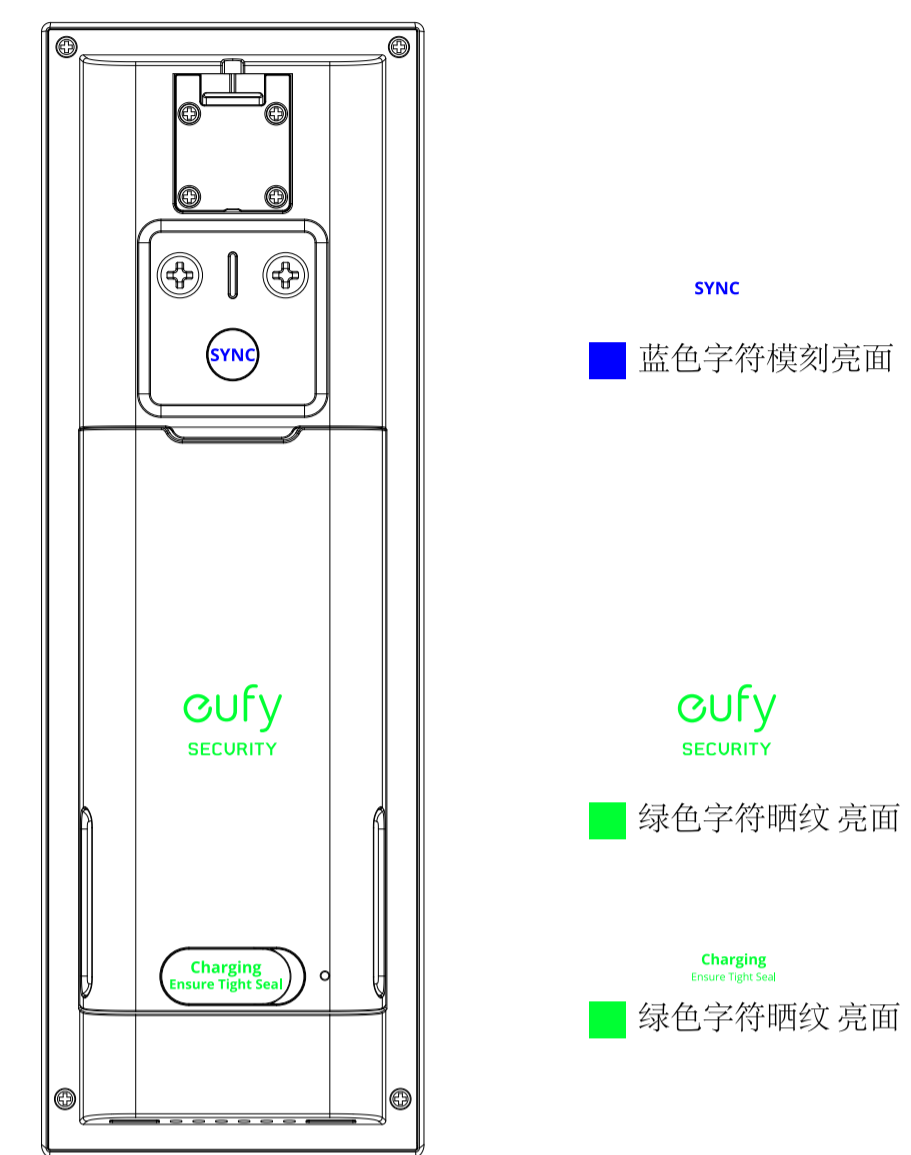 SYNC
SYNC
蓝色字符模刻亮面
eufy
SECURITY
eufy
SECURITY
绿色字符晒纹 亮面
Charging
Ensure Tight Seal
Charging
Ensure Tight Seal
绿色字符晒纹 亮面